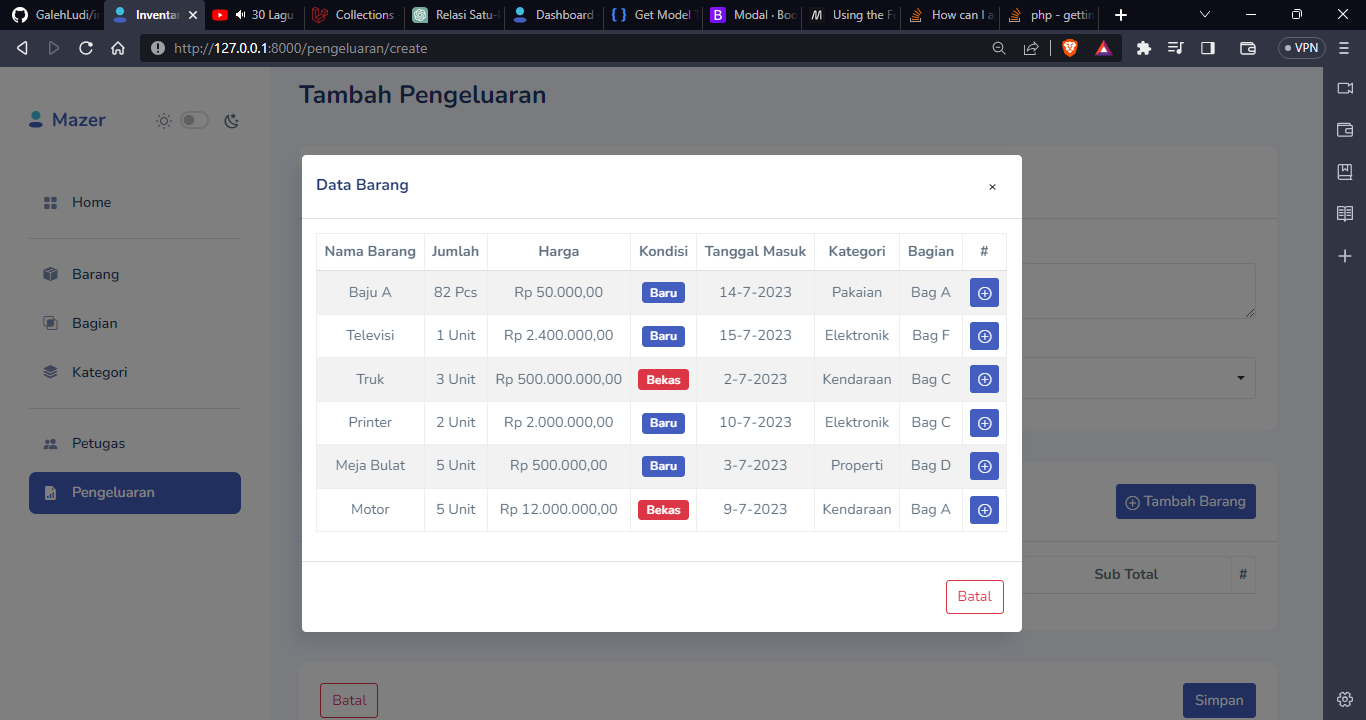 GalehLudi/i
Inventar
30 Lagu
Collections
Relasi Satu-
Dashboard
Get Model
Modal · Boo
Using the F
How can I a
php - gettin
http://127.0.0.1:8000/pengeluaran/create
VPN
Tambah Pengeluaran
Mazer
Home
Barang
Bagian
Kategori
Petugas
Pengeluaran
Data Barang
×
Nama Barang Jumlah Harga Kondisi Tanggal Masuk Kategori Bagian #
Baju A 82 Pcs Rp 50.000,00 Baru 14-7-2023 Pakaian Bag A
Televisi 1 Unit Rp 2.400.000,00 Baru 15-7-2023 Elektronik Bag F
Truk 3 Unit Rp 500.000.000,00 Bekas 2-7-2023 Kendaraan Bag C
Printer 2 Unit Rp 2.000.000,00 Baru 10-7-2023 Elektronik Bag C
Meja Bulat 5 Unit Rp 500.000,00 Baru 3-7-2023 Properti Bag D
Motor 5 Unit Rp 12.000.000,00 Bekas 9-7-2023 Kendaraan Bag A
Batal
Tambah Barang
Sub Total #
Batal
Simpan